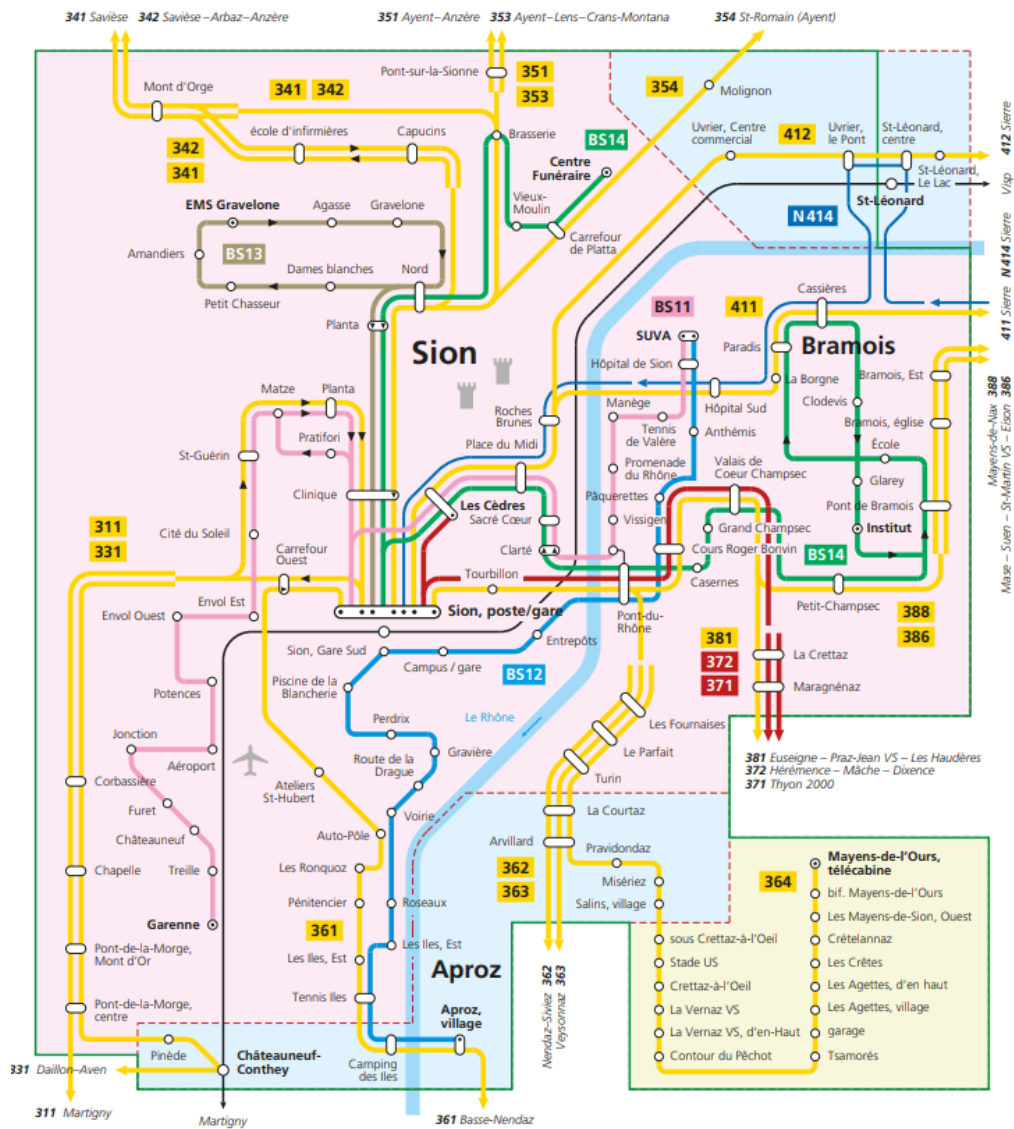 341 Savièse 342 Savièse – Arbaz – Anzère
351 Ayent – Anzère
353 Ayent – Lens – Crans-Montana
354 St-Romain (Ayent)
Pont-sur-la-Sionne
351
353
Mont d'Orge
341 342
354
Molignon
école d'infirmières
Capucins
Brasserie
BS14
Uvrier, Centre
commercial
412
Uvrier,
le Pont
St-Léonard,
centre
412 Sierre
342
341
Centre
Funéraire
St-Léonard,
Le Lac
Visp
St-Léonard
EMS Gravelone
Agasse
Gravelone
Vieux-
Moulin
Carrefour
de Platta
N 414
N414 Sierre
Amandiers
BS13
Dames blanches
Nord
Petit Chasseur
Cassières
BS11
411
411 Sierre
Planta
SUVA
Sion
Paradis
Bramois
Hôpital de Sion
La Borgne
Bramois, Est
Matze
Planta
Manège
Hôpital Sud
Clodevis
Roches
Brunes
Bramois, église
Pratifori
Place du Midi
Tennis
de Valère
Anthémis
École
St-Guérin
Promenade
du Rhône
Valais de
Coeur Champsec
Glarey
Clinique
Les Cèdres
Pâquerettes
Pont de Bramois
Sacré Cœur
Vissigen
Grand Champsec
Institut
311
331
Cité du Soleil
Carrefour
Ouest
Clarté
Cours Roger Bonvin
BS14
Tourbillon
Casernes
Petit-Champsec
Envol Est
Envol Ouest
Sion, poste/gare
Pont-du-
Rhône
388
386
Mayens-de-Nax 388
Mase – Suen – St-Martin VS – Eison 386
Entrepôts
381
372
371
La Crettaz
Maragnénaz
Sion, Gare Sud
Campus / gare
BS12
Piscine de la
Blancherie
Potences
Le Rhône
Les Fournaises
Perdrix
Jonction
Gravière
Le Parfait
Aéroport
Route de la
Drague
381 Euseigne – Praz-Jean VS – Les Haudères
372 Hérémence – Mâche – Dixence
371 Thyon 2000
Corbassière
Ateliers
St-Hubert
Turin
Furet
Voirie
La Courtaz
Châteauneuf
Auto-Pôle
Arvillard
Pravidondaz
Chapelle
Treille
Les Ronquoz
362
363
Misériez
364
Mayens-de-l'Ours,
télécabine
bif. Mayens-de-l'Ours
Garenne
Pénitencier
Roseaux
Salins, village
Les Mayens-de-Sion, Ouest
361
Pont-de-la-Morge,
Mont d'Or
Les Iles, Est
Les Iles, Est
sous Crettaz-à-l'Oeil
Crételannaz
Aproz
Stade US
Les Crêtes
Tennis Iles
Nendaz–Siviez 362
Veysonnaz 363
Crettaz-à-l'Oeil
Les Agettes, d'en haut
Pont-de-la-Morge,
centre
Aproz,
village
La Vernaz VS
Les Agettes, village
La Vernaz VS, d'en-Haut
garage
Pinède
Châteauneuf-
Conthey
Camping
des Iles
Contour du Pêchot
Tsamorés
331 Daillon–Aven
311 Martigny
Martigny
361 Basse–Nendaz